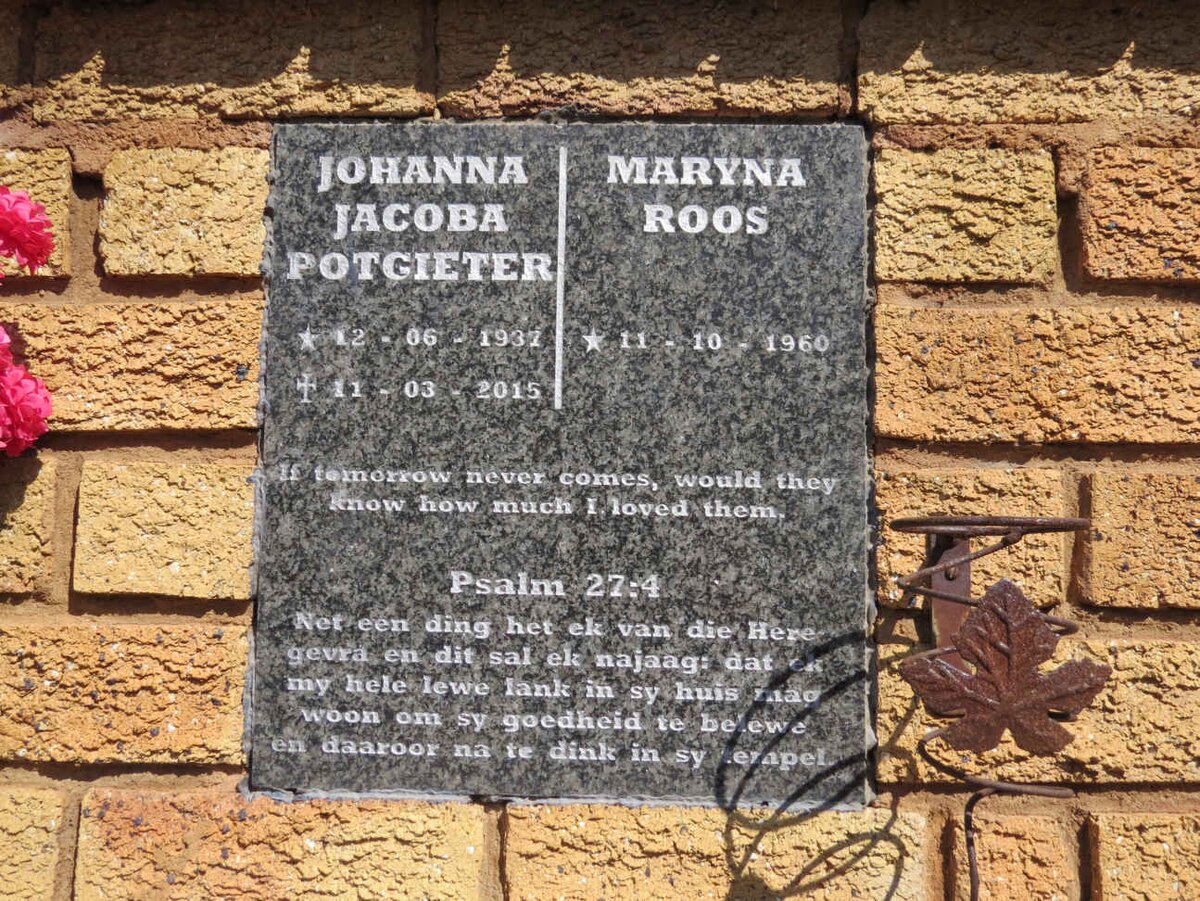 JOHANNA
JACOBA
POTGIETER
★ 12 - 06 - 1937
✝ 11 - 03 - 2015
MARYNA
ROOS
★ 11 - 10 - 1960
If tomorrow never comes, would they
know how much I loved them.
Psalm 27:4
Net een ding het ek van die Here
gevra en dit sal ek najaag: dat ek
my hele lewe lank in sy huis mag
woon om sy goedheid te belewe
en daaroor na te dink in sy tempel.